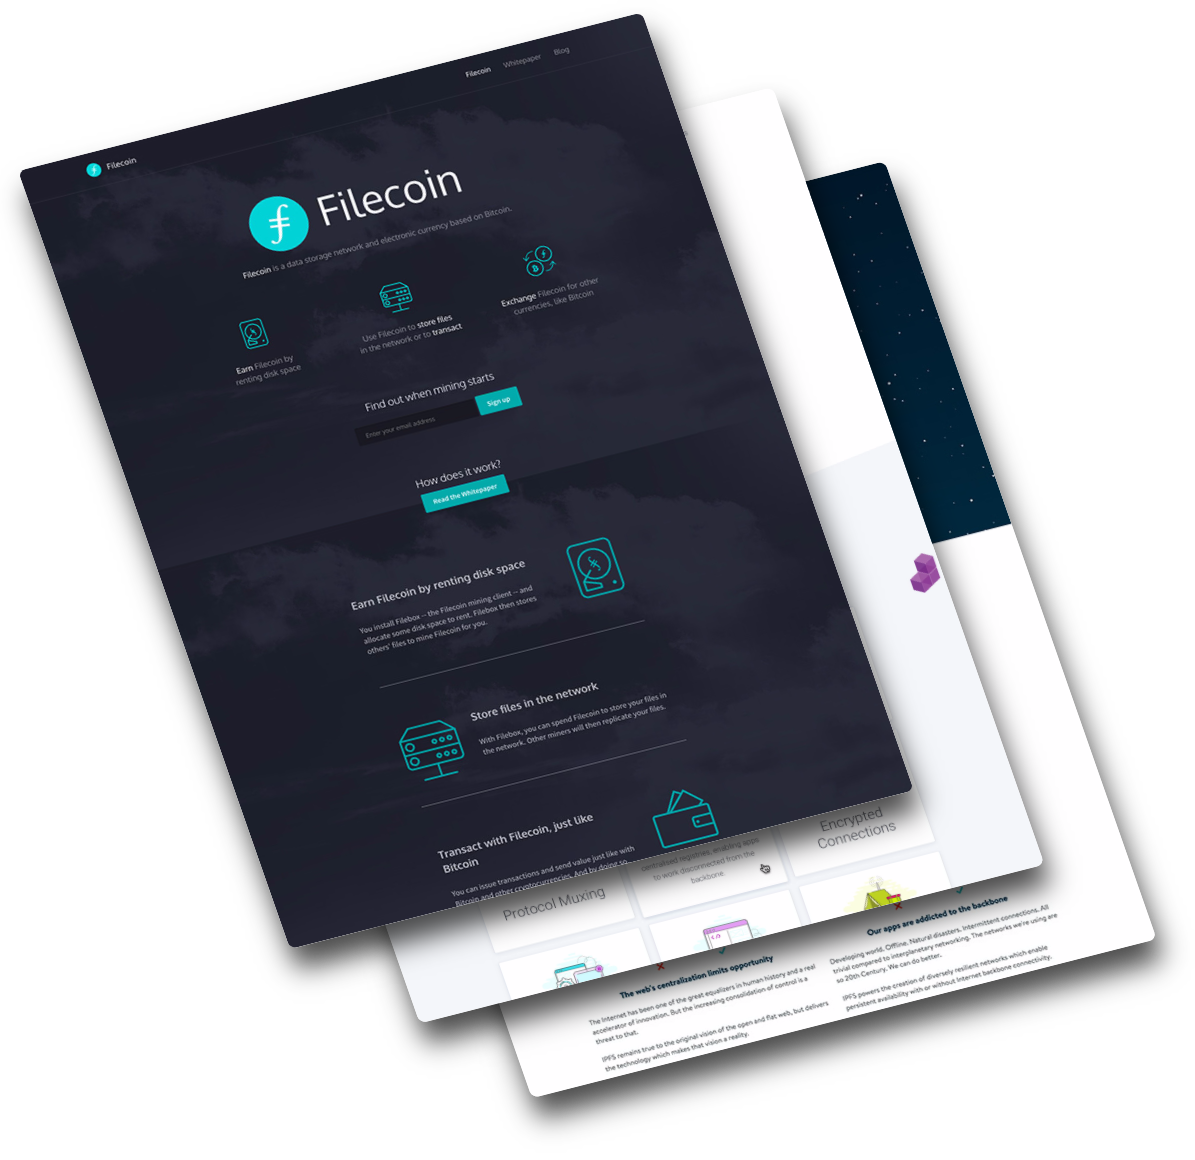 Filecoin
Filecoin Whitepaper Blog
Filecoin
Filecoin is a data storage network and electronic currency based on Bitcoin.
Earn Filecoin by
renting disk space
Use Filecoin to store files
in the network or to transact
Exchange Filecoin for other
currencies, like Bitcoin
Find out when mining starts
Enter your email address
Sign up
How does it work?
Read the Whitepaper
Earn Filecoin by renting disk space
You install Filebox -- the Filecoin mining client -- and
allocate some disk space to rent. Filebox then stores
others' files to mine Filecoin for you.
Store files in the network
With Filebox, you can spend Filecoin to store your files in
the network. Other miners will then replicate your files.
Transact with Filecoin, just like
Bitcoin
You can issue transactions and send value just like with
Bitcoin and other cryptocurrencies. And by doing so,
Protocol Muxing
centralized registries, enabling apps
to work disconnected from the
backbone.
Encrypted
Connections
The web's centralization limits opportunity
The Internet has been one of the great equalizers in human history and a real
accelerator of innovation. But the increasing consolidation of control is a
threat to that.
IPFS remains true to the original vision of the open and flat web, but delivers
the technology which makes that vision a reality.
Our apps are addicted to the backbone
Developing world. Offline. Natural disasters. Intermittent connections. All
trivial compared to interplanetary networking. The networks we're using are
so 20th Century. We can do better.
IPFS powers the creation of diversely resilient networks which enable
persistent availability with or without Internet backbone connectivity.